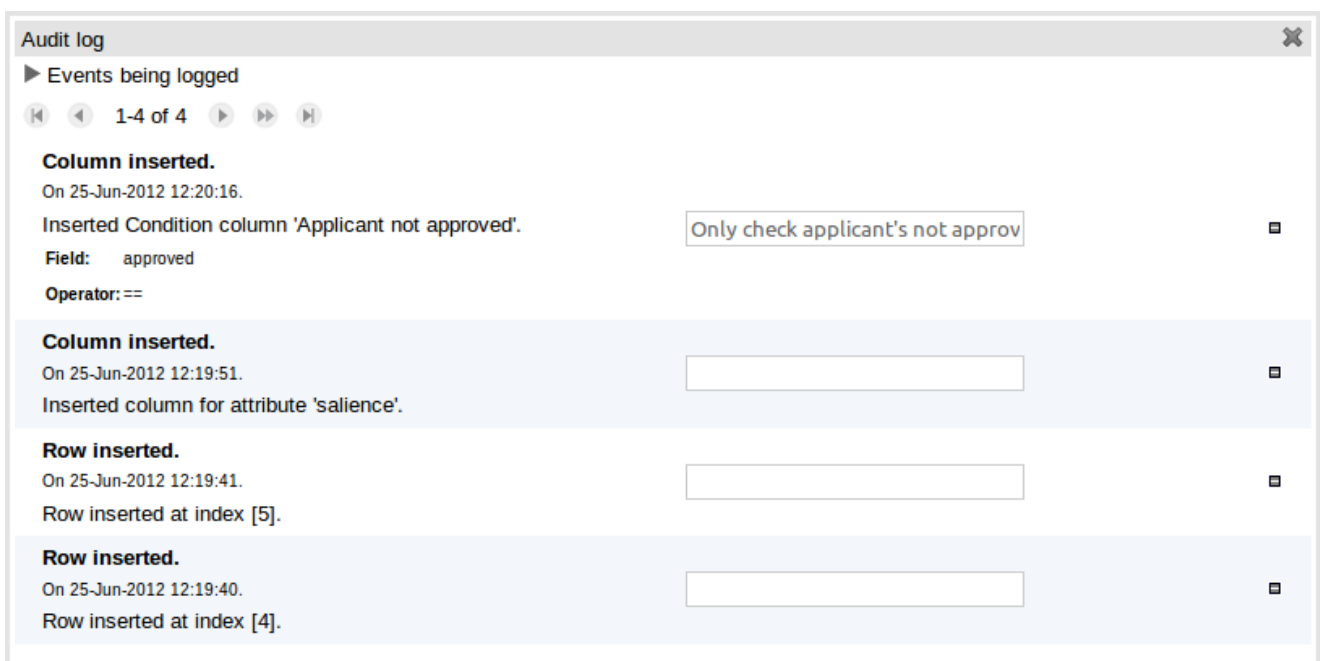 Audit log
Events being logged
1-4 of 4
Column inserted.
On 25-Jun-2012 12:20:16.
Inserted Condition column 'Applicant not approved'.
Only check applicant's not approv
Field: approved
Operator: ==
Column inserted.
On 25-Jun-2012 12:19:51.
Inserted column for attribute 'salience'.
Row inserted.
On 25-Jun-2012 12:19:41.
Row inserted at index [5].
Row inserted.
On 25-Jun-2012 12:19:40.
Row inserted at index [4].